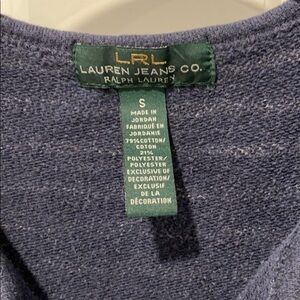 LRL
LAUREN JEANS CO.
RALPH LAUREN
S
MADE IN
JORDAN
FABRIQUÉ EN
JORDANIE
79%COTTON/
COTON
21%
POLYESTER/
POLYESTER
EXCLUSIVE OF
DECORATION/
EXCLUSIF
DE LA
DÉCORATION